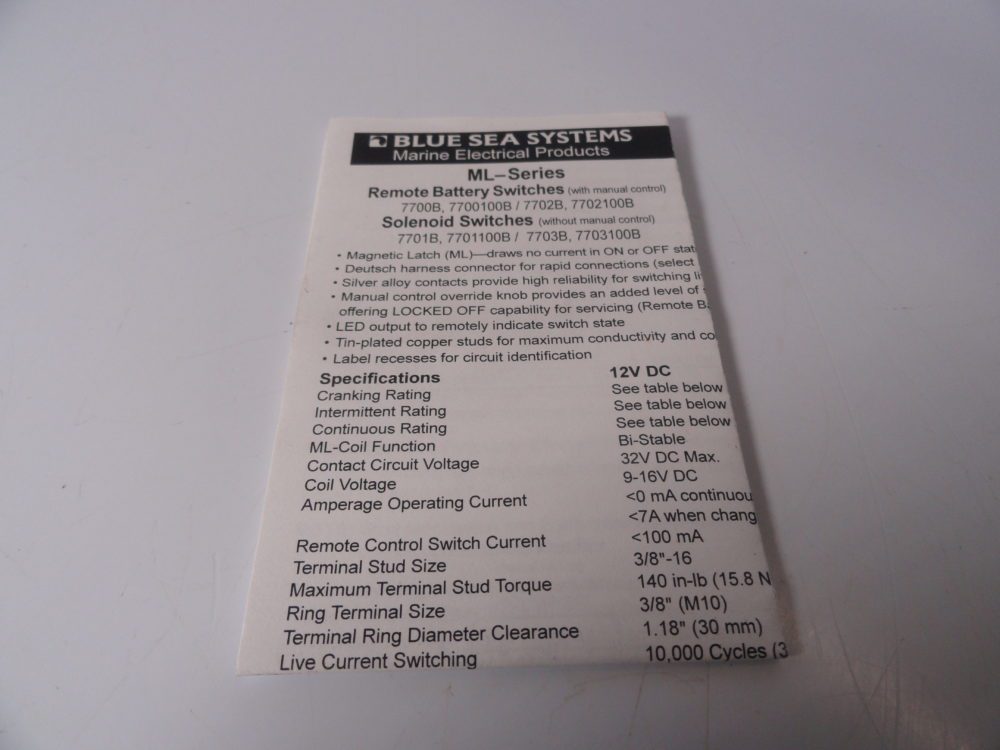 BLUE SEA SYSTEMS
Marine Electrical Products
ML–Series
Remote Battery Switches (with manual control)
7700B, 7700100B / 7702B, 7702100B
Solenoid Switches (without manual control)
7701B, 7701100B / 7703B, 7703100B
• Magnetic Latch (ML)—draws no current in ON or OFF stat
• Deutsch harness connector for rapid connections (select
• Silver alloy contacts provide high reliability for switching li
• Manual control override knob provides an added level of
offering LOCKED OFF capability for servicing (Remote B
• LED output to remotely indicate switch state
• Tin-plated copper studs for maximum conductivity and co
• Label recesses for circuit identification
Specifications 12V DC
Cranking Rating See table below
Intermittent Rating See table below
Continuous Rating See table below
ML-Coil Function Bi-Stable
Contact Circuit Voltage 32V DC Max.
Coil Voltage 9-16V DC
Amperage Operating Current <0 mA continuou
<7A when chang
Remote Control Switch Current <100 mA
Terminal Stud Size 3/8"-16
Maximum Terminal Stud Torque 140 in-lb (15.8 N
Ring Terminal Size 3/8" (M10)
Terminal Ring Diameter Clearance 1.18" (30 mm)
Live Current Switching 10,000 Cycles (3